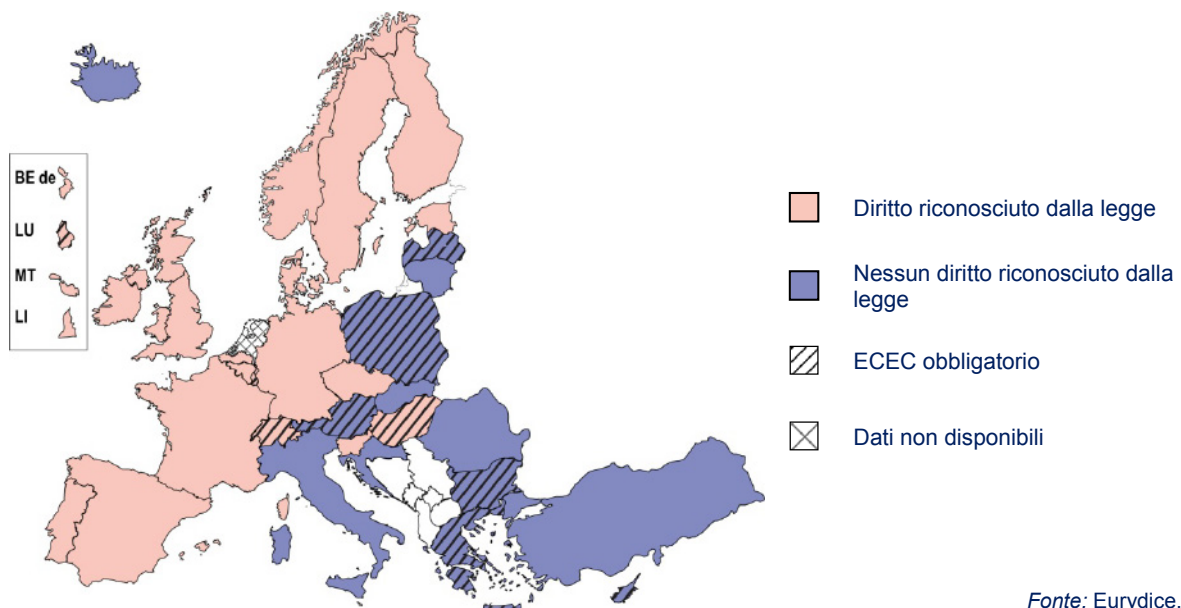 BE de
LU
MT
LI
Diritto riconosciuto dalla legge
Nessun diritto riconosciuto dalla
legge
ECEC obbligatorio
Dati non disponibili
Fonte: Eurydice.